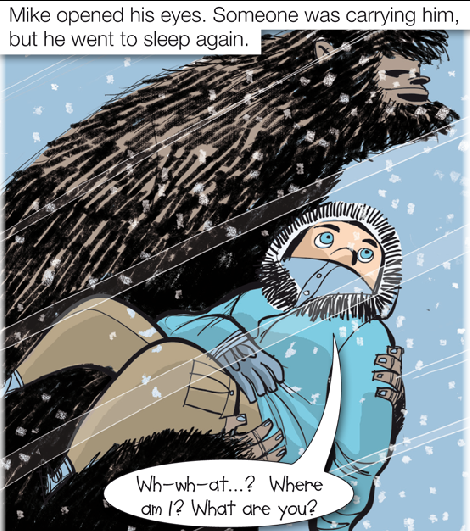 Mike opened his eyes. Someone was carrying him,
but he went to sleep again.
Wh-wh-at...? Where
am I? What are you?